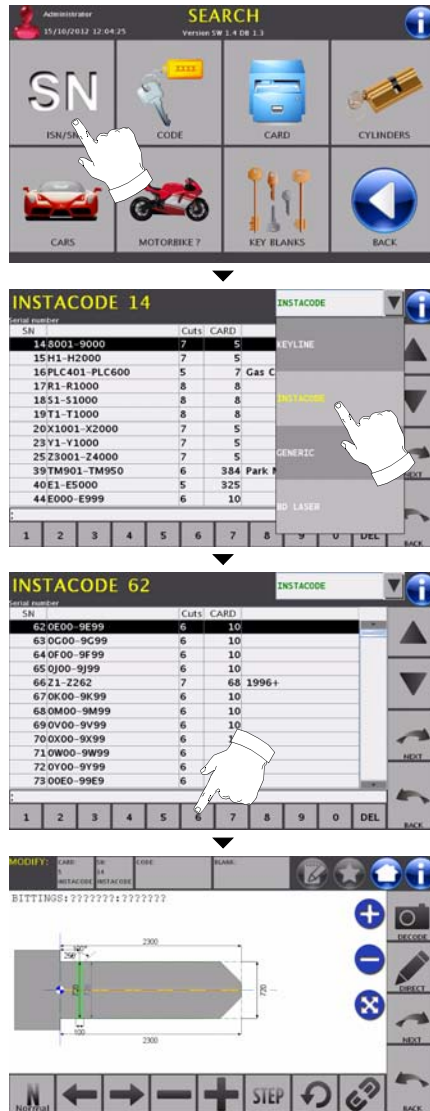 Administrator
SEARCH
15/10/2012 12:04:25
Version SW 1.4 DB 1.3
SN
XXXX
ISN/SN
CODE
CARD
CYLINDERS
CARS
MOTORBIKE ?
KEY BLANKS
BACK
INSTACODE 14
INSTACODE
Serial number
SN Cuts CARD
14 8001-9000 7 5
15 H1-H2000 7 5
16 PLC401-PLC600 5 7 Gas C
17 R1-R1000 8 8
18 S1-S1000 8 8
19 T1-T1000 8 8
20 X1001-X2000 7 5
23 Y1-Y1000 7 5
25 Z3001-Z4000 7 5
39 TM901-TM950 6 384 Park
40 E1-E5000 5 325
44 E000-E999 6 10
KEYLINE
INSTACODE
GENERIC
BD LASER
NEXT
:
1 2 3 4 5 6 7 8 9 0 DEL
BACK
INSTACODE 62
INSTACODE
Serial number
SN Cuts CARD
62 0E00-9E99 6 10
63 0G00-9G99 6 10
64 0F00-9F99 6 10
65 0J00-9J99 6 10
66 Z1-Z262 7 68 1996+
67 0K00-9K99 6 10
68 0M00-9M99 6 10
69 0V00-9V99 6 10
70 0X00-9X99 6
71 0W00-9W99 6
72 0Y00-9Y99 6
73 00E0-99E9 6
NEXT
:
1 2 3 4 5 6 7 8 9 0 DEL
BACK
MODIFY:
CARD
5
INSTACODE
SN
14
INSTACODE
CODE
BLANK
BITTINGS:???????:???????
2300
250
720
720
100
2300
DECODE
DIRECT
NEXT
N
Normal
STEP
BACK